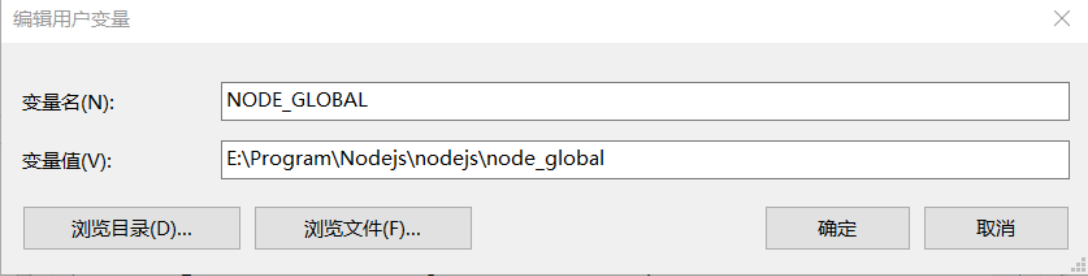 编辑用户变量
变量名(N):
NODE_GLOBAL
变量值(V):
E:\Program\Nodejs\nodejs\node_global
浏览目录(D)... 浏览文件(F)... 确定 取消